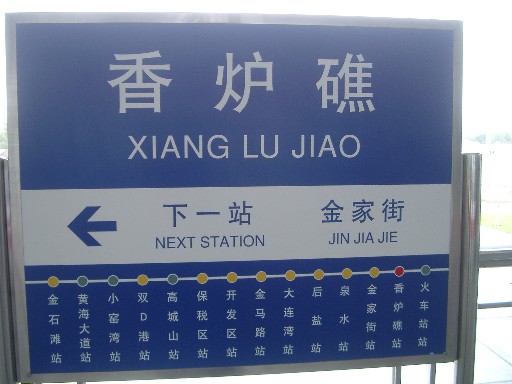 香炉礁
XIANG LU JIAO
下一站 金家街
NEXT STATION JIN JIA JIE
金石滩站
黄海大道站
小窑湾站
双D港站
高城山站
保税区站
开发区站
金马路站
大连湾站
后盐站
泉水站
金家街站
香炉礁站
火车站站